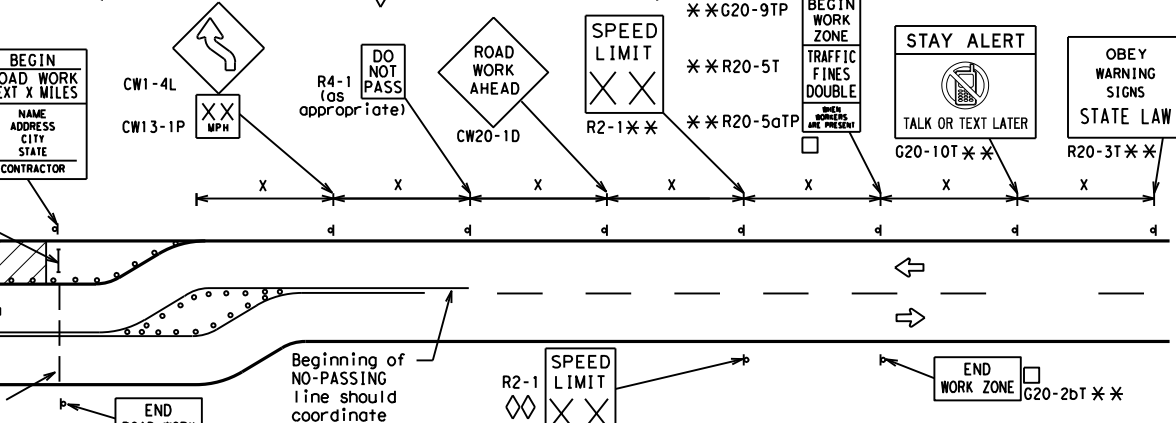 BEGIN
ROAD WORK
NEXT X MILES
NAME
ADDRESS
CITY
STATE
CONTRACTOR
CW1-4L
CW13-1P
XX
MPH
R4-1
(as
appropriate)
DO
NOT
PASS
ROAD
WORK
AHEAD
CW20-1D
SPEED
LIMIT
XX
R2-1**
**G20-9TP
**R20-5T
**R20-5aTP
BEGIN
WORK
ZONE
TRAFFIC
FINES
DOUBLE
WHEN
WORKERS
ARE PRESENT
STAY ALERT
TALK OR TEXT LATER
G20-10T**
OBEY
WARNING
SIGNS
STATE LAW
R20-3T**
X X X X X X X
Beginning of
NO-PASSING
line should
coordinate
R2-1
◊◊
SPEED
LIMIT
XX
END
WORK ZONE
G20-2bT**
END
ROAD WORK